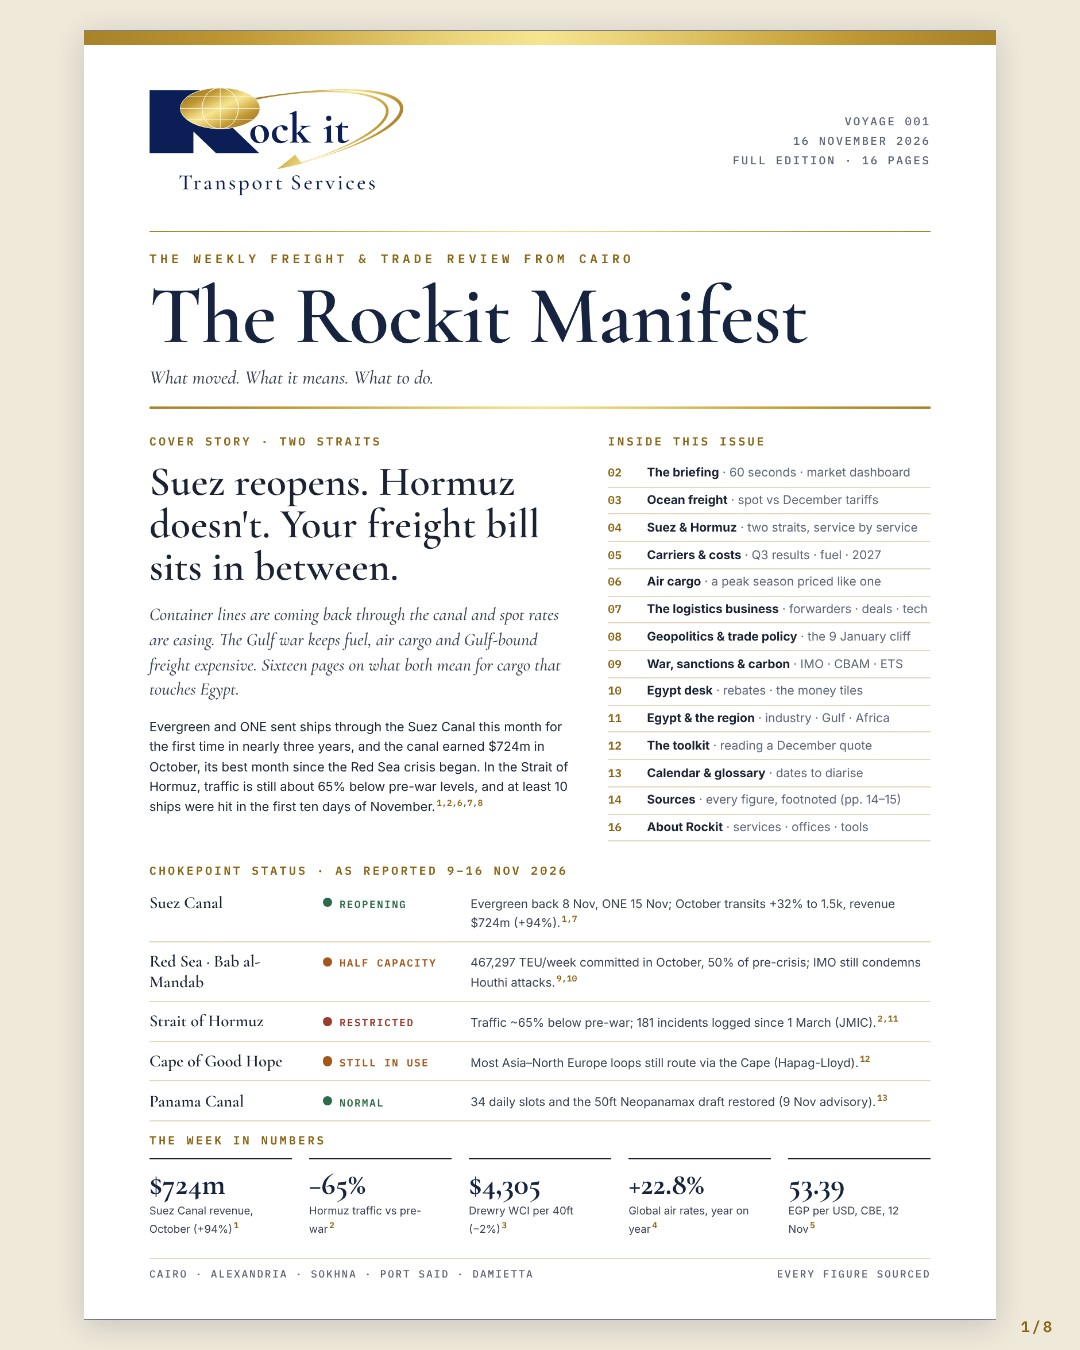 Rock it
Transport Services
VOYAGE 001
16 NOVEMBER 2026
FULL EDITION · 16 PAGES
THE WEEKLY FREIGHT & TRADE REVIEW FROM CAIRO
The Rockit Manifest
What moved. What it means. What to do.
COVER STORY · TWO STRAITS
Suez reopens. Hormuz
doesn't. Your freight bill
sits in between.
Container lines are coming back through the canal and spot rates
are easing. The Gulf war keeps fuel, air cargo and Gulf-bound
freight expensive. Sixteen pages on what both mean for cargo that
touches Egypt.
Evergreen and ONE sent ships through the Suez Canal this month for
the first time in nearly three years, and the canal earned $724m in
October, its best month since the Red Sea crisis began. In the Strait of
Hormuz, traffic is still about 65% below pre-war levels, and at least 10
ships were hit in the first ten days of November.1,2,6,7,8
INSIDE THIS ISSUE
02 The briefing · 60 seconds · market dashboard
03 Ocean freight · spot vs December tariffs
04 Suez & Hormuz · two straits, service by service
05 Carriers & costs · Q3 results · fuel · 2027
06 Air cargo · a peak season priced like one
07 The logistics business · forwarders · deals · tech
08 Geopolitics & trade policy · the 9 January cliff
09 War, sanctions & carbon · IMO · CBAM · ETS
10 Egypt desk · rebates · the money tiles
11 Egypt & the region · industry · Gulf · Africa
12 The toolkit · reading a December quote
13 Calendar & glossary · dates to diarise
14 Sources · every figure, footnoted (pp. 14–15)
16 About Rockit · services · offices · tools
CHOKEPOINT STATUS · AS REPORTED 9–16 NOV 2026
Suez Canal REOPENING Evergreen back 8 Nov, ONE 15 Nov; October transits +32% to 1.5k, revenue
$724m (+94%).1,7
Red Sea · Bab al-
Mandab HALF CAPACITY 467,297 TEU/week committed in October, 50% of pre-crisis; IMO still condemns
Houthi attacks.9,10
Strait of Hormuz RESTRICTED Traffic ~65% below pre-war; 181 incidents logged since 1 March (JMIC).2,11
Cape of Good Hope STILL IN USE Most Asia–North Europe loops still route via the Cape (Hapag-Lloyd).12
Panama Canal NORMAL 34 daily slots and the 50ft Neopanamax draft restored (9 Nov advisory).13
THE WEEK IN NUMBERS
$724m
Suez Canal revenue,
October (+94%)1
−65%
Hormuz traffic vs pre-
war2
$4,305
Drewry WCI per 40ft
(−2%)3
+22.8%
Global air rates, year on
year4
53.39
EGP per USD, CBE, 12
Nov5
CAIRO · ALEXANDRIA · SOKHNA · PORT SAID · DAMIETTA
EVERY FIGURE SOURCED
1/8